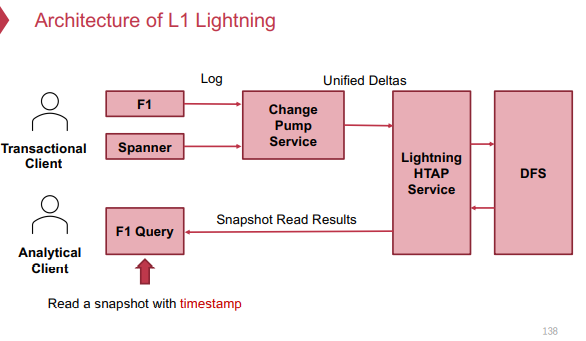 Architecture of L1 Lightning
Log
Unified Deltas
F1
Change
Pump
Service
Transactional
Client
Spanner
Lightning
HTAP
Service
DFS
Snapshot Read Results
F1 Query
Analytical
Client
Read a snapshot with timestamp
138